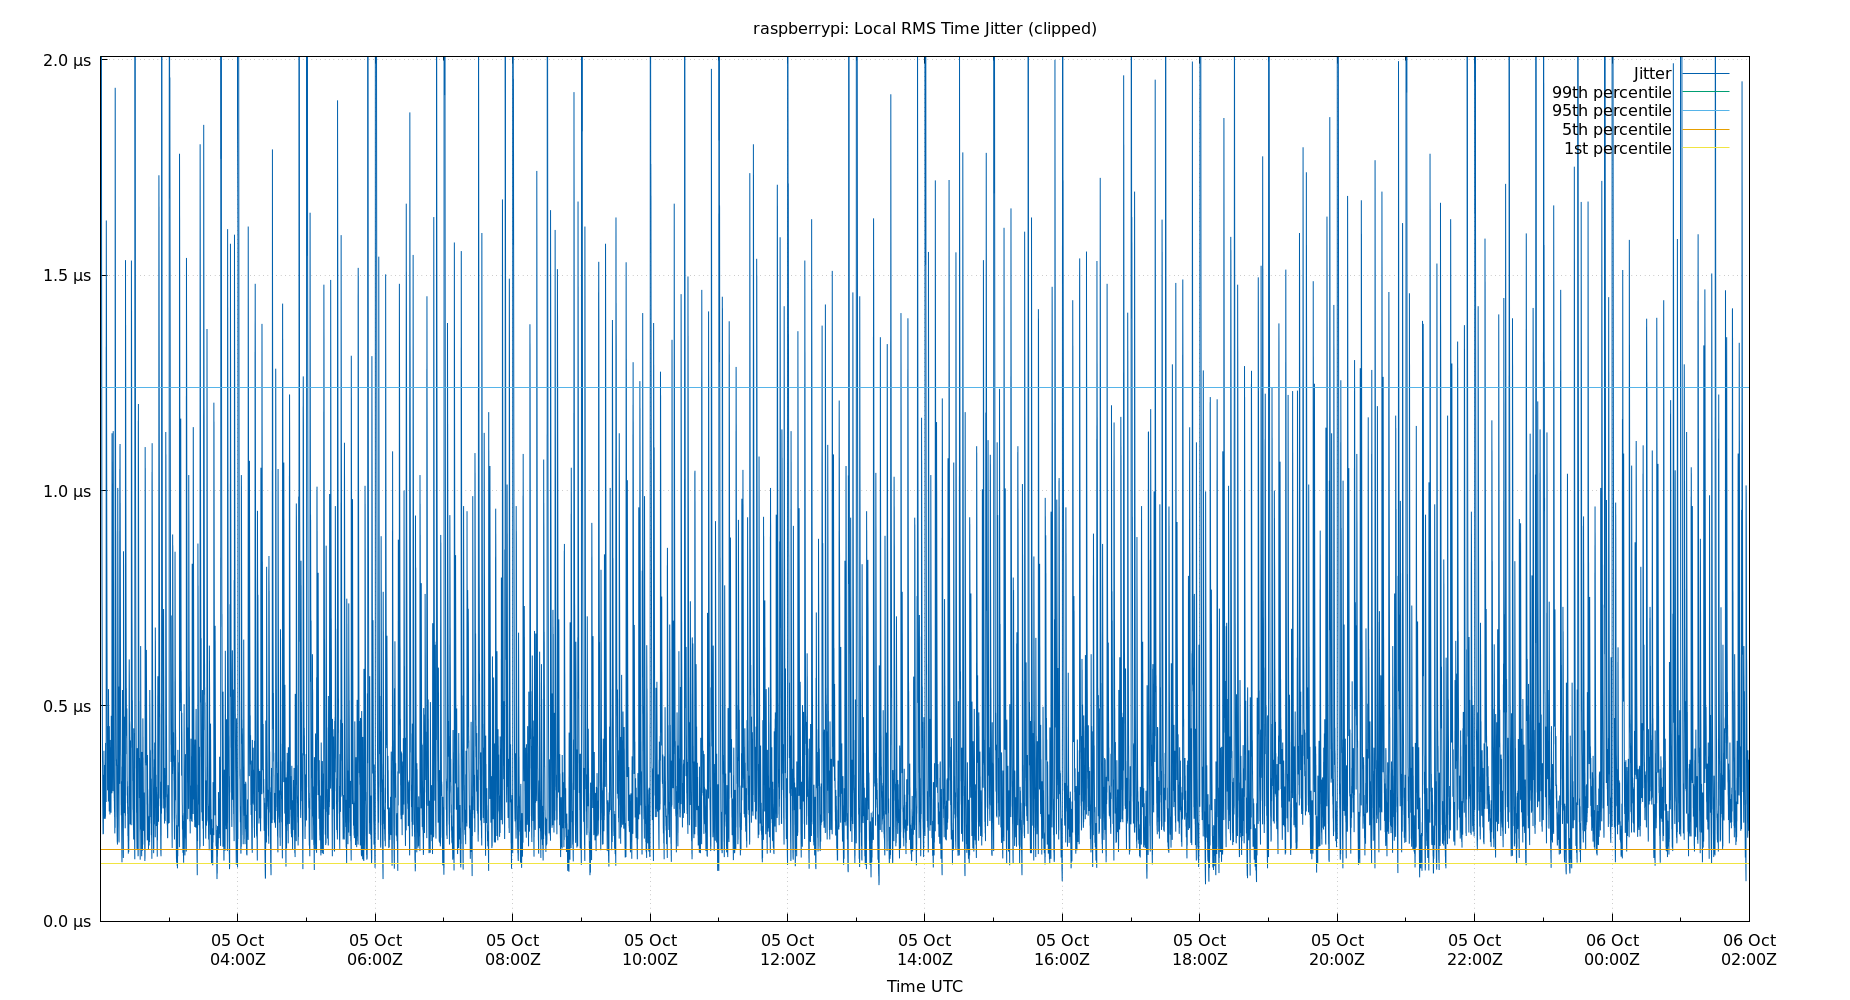 raspberrypi: Local RMS Time Jitter (clipped)
2.0 μs
1.5 μs
1.0 μs
0.5 μs
0.0 μs
Jitter
99th percentile
95th percentile
5th percentile
1st percentile
05 Oct 05 Oct 05 Oct 05 Oct 05 Oct 05 Oct 05 Oct 05 Oct 05 Oct 05 Oct 06 Oct 06 Oct
04:00Z 06:00Z 08:00Z 10:00Z 12:00Z 14:00Z 16:00Z 18:00Z 20:00Z 22:00Z 00:00Z 02:00Z
Time UTC